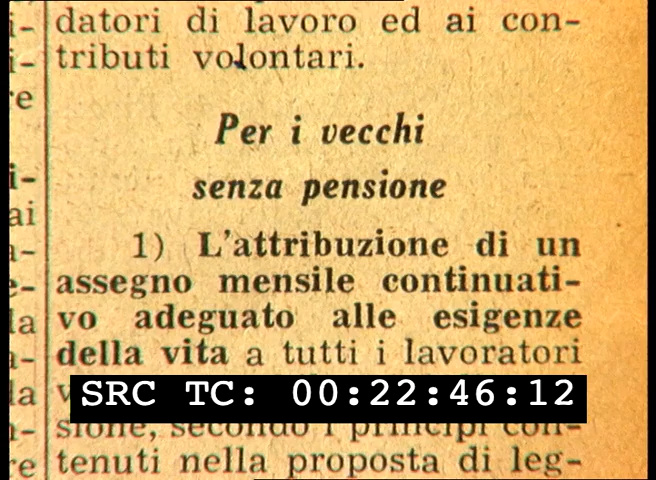 datori di lavoro ed ai con-
tributi volontari.
Per i vecchi
senza pensione
1) L'attribuzione di un
assegno mensile continuati-
vo adeguato alle esigenze
della vita a tutti i lavoratori
SRC TC: 00:22:46:12
sione, secondo i principi con-
tenuti nella proposta di leg-